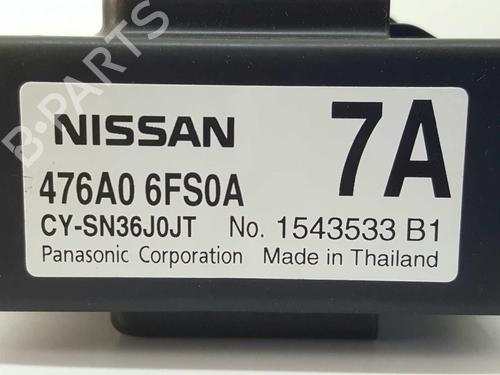 NISSAN 7A
476A0 6FS0A
CY-SN36J0JT No. 1543533 B1
Panasonic Corporation Made in Thailand
B-PARTS